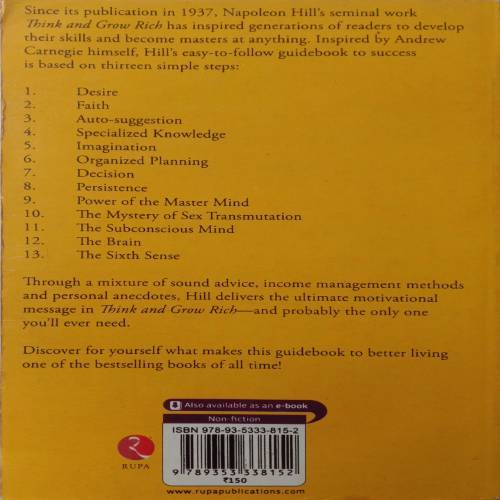 Since its publication in 1937, Napoleon Hill's seminal work
Think and Grow Rich has inspired generations of readers to develop
their skills and become masters at anything. Inspired by Andrew
Carnegie himself, Hill's easy-to-follow guidebook to success
is based on thirteen simple steps:
1. Desire
2. Faith
3. Auto-suggestion
4. Specialized Knowledge
5. Imagination
6. Organized Planning
7. Decision
8. Persistence
9. Power of the Master Mind
10. The Mystery of Sex Transmutation
11. The Subconscious Mind
12. The Brain
13. The Sixth Sense
Through a mixture of sound advice, income management methods
and personal anecdotes, Hill delivers the ultimate motivational
message in Think and Grow Rich—and probably the only one
you'll ever need.
Discover for yourself what makes this guidebook to better living
one of the bestselling books of all time!
Also available as an e-book
Non-fiction
ISBN 978-93-5333-815-2
RUPA
9 789353 338152
₹150
www.rupapublications.com